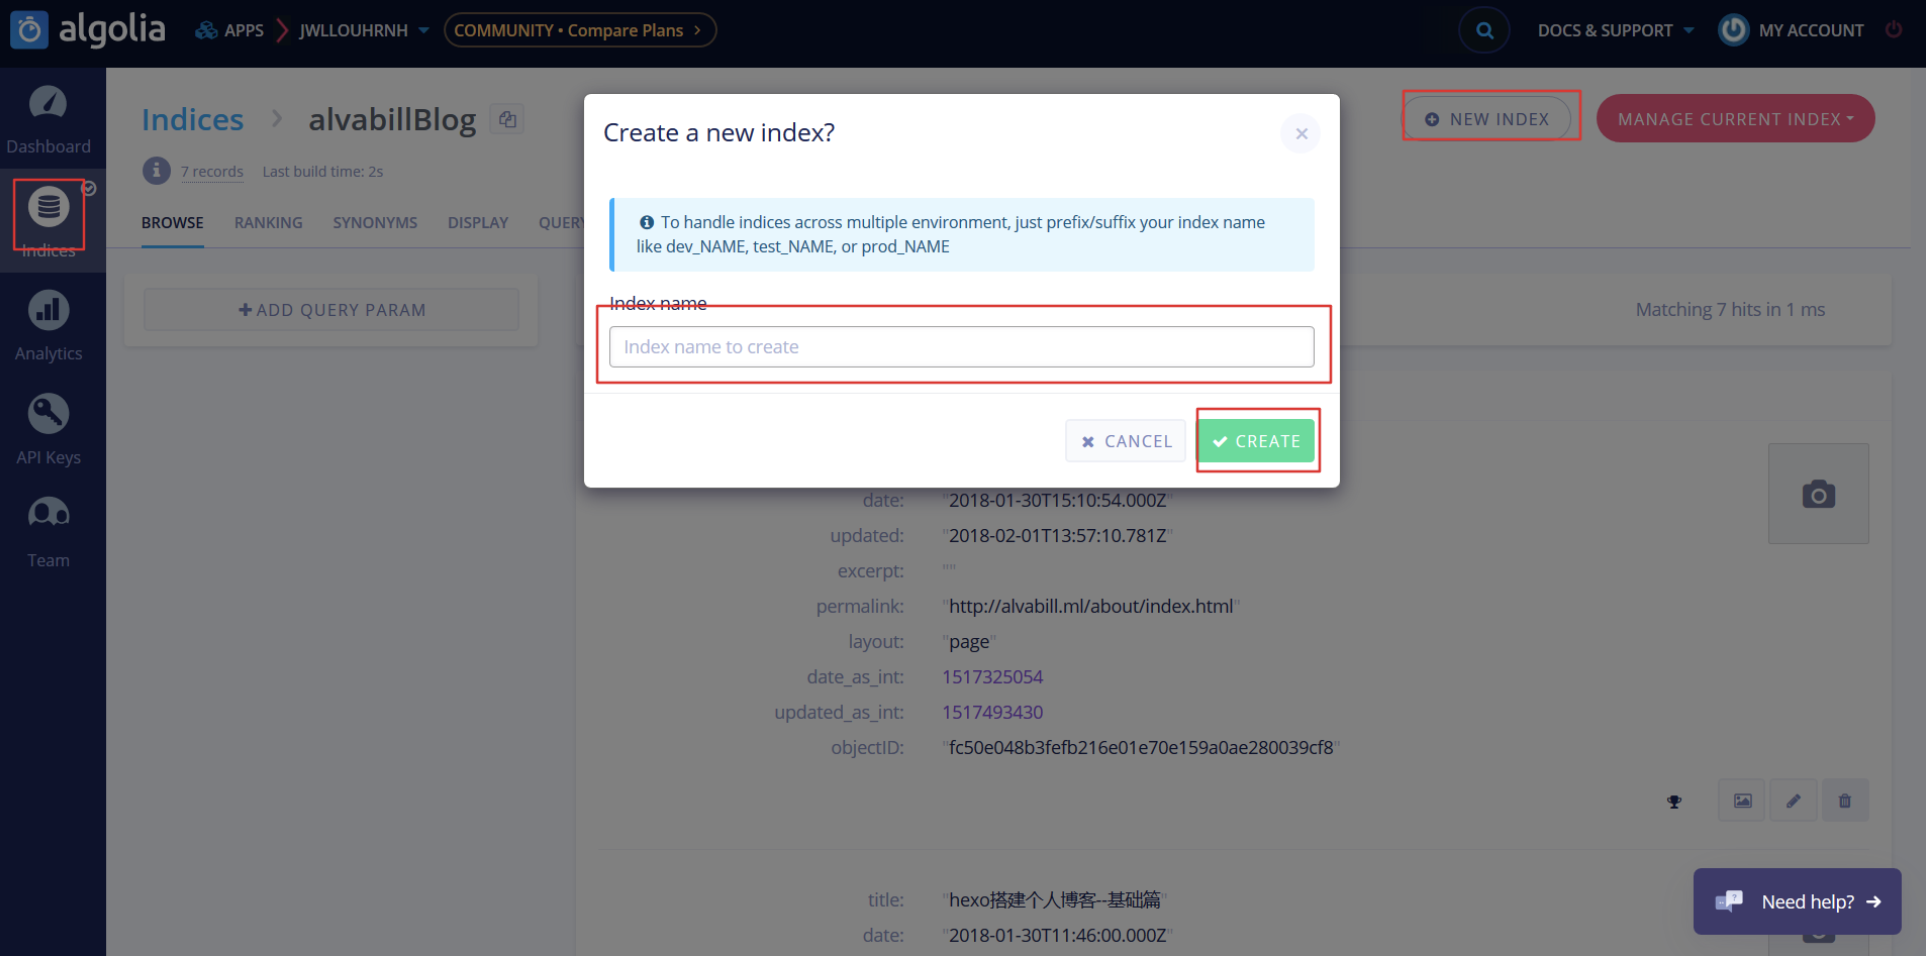 algolia
APPS
JWLLOUHRNH
COMMUNITY • Compare Plans
DOCS & SUPPORT
MY ACCOUNT
Dashboard
Indices
Analytics
API Keys
Team
Indices
alvabillBlog
7 records
Last build time: 2s
NEW INDEX
MANAGE CURRENT INDEX
BROWSE
RANKING
SYNONYMS
DISPLAY
QUERY
ADD QUERY PARAM
Matching 7 hits in 1 ms
Create a new index?
To handle indices across multiple environment, just prefix/suffix your index name
like dev_NAME, test_NAME, or prod_NAME
Index name
Index name to create
CANCEL
CREATE
date: "2018-01-30T15:10:54.000Z"
updated: "2018-02-01T13:57:10.781Z"
excerpt: ""
permalink: "http://alvabill.ml/about/index.html"
layout: "page"
date_as_int: 1517325054
updated_as_int: 1517493430
objectID: "fc50e048b3fefb216e01e70e159a0ae280039cf8"
title: "hexo搭建个人博客--基础篇"
date: "2018-01-30T11:46:00.000Z"
Need help?